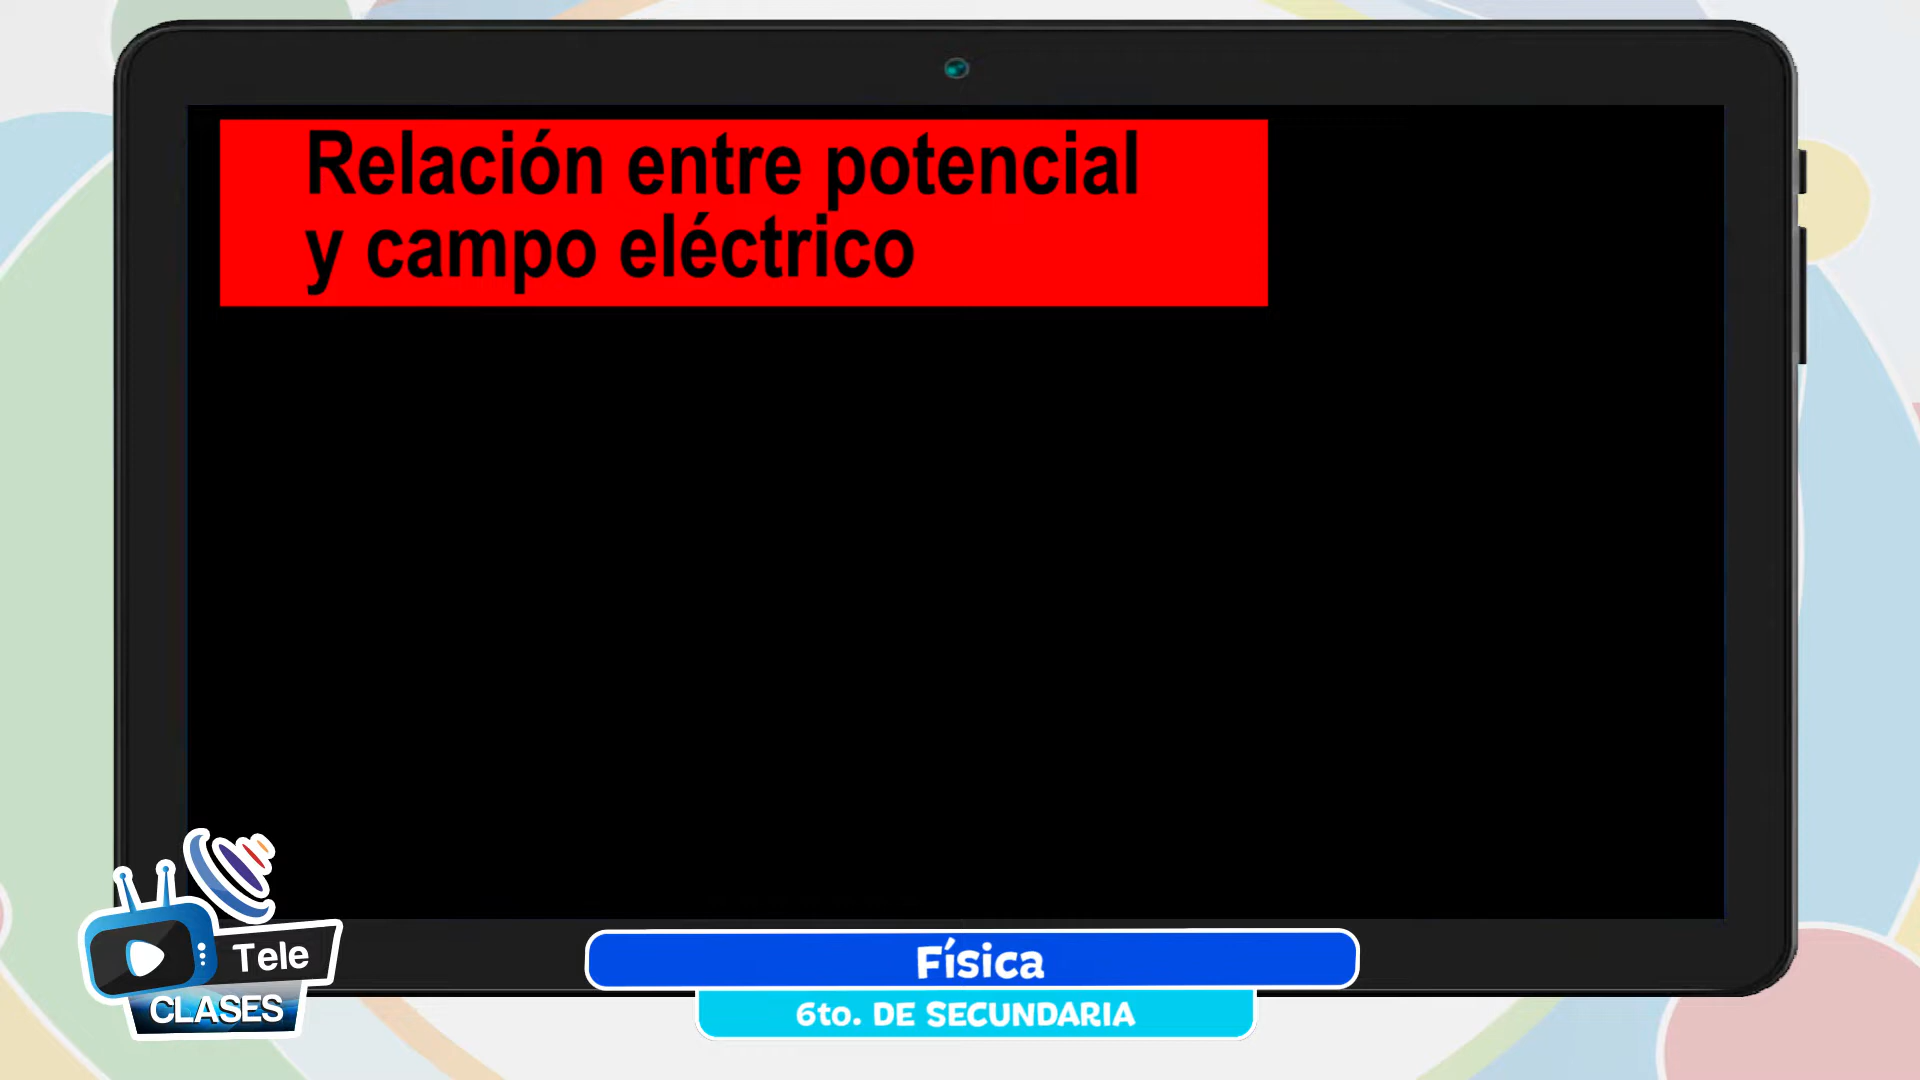 Relación entre potencial
y campo eléctrico
Tele
CLASES
Física
6to. DE SECUNDARIA